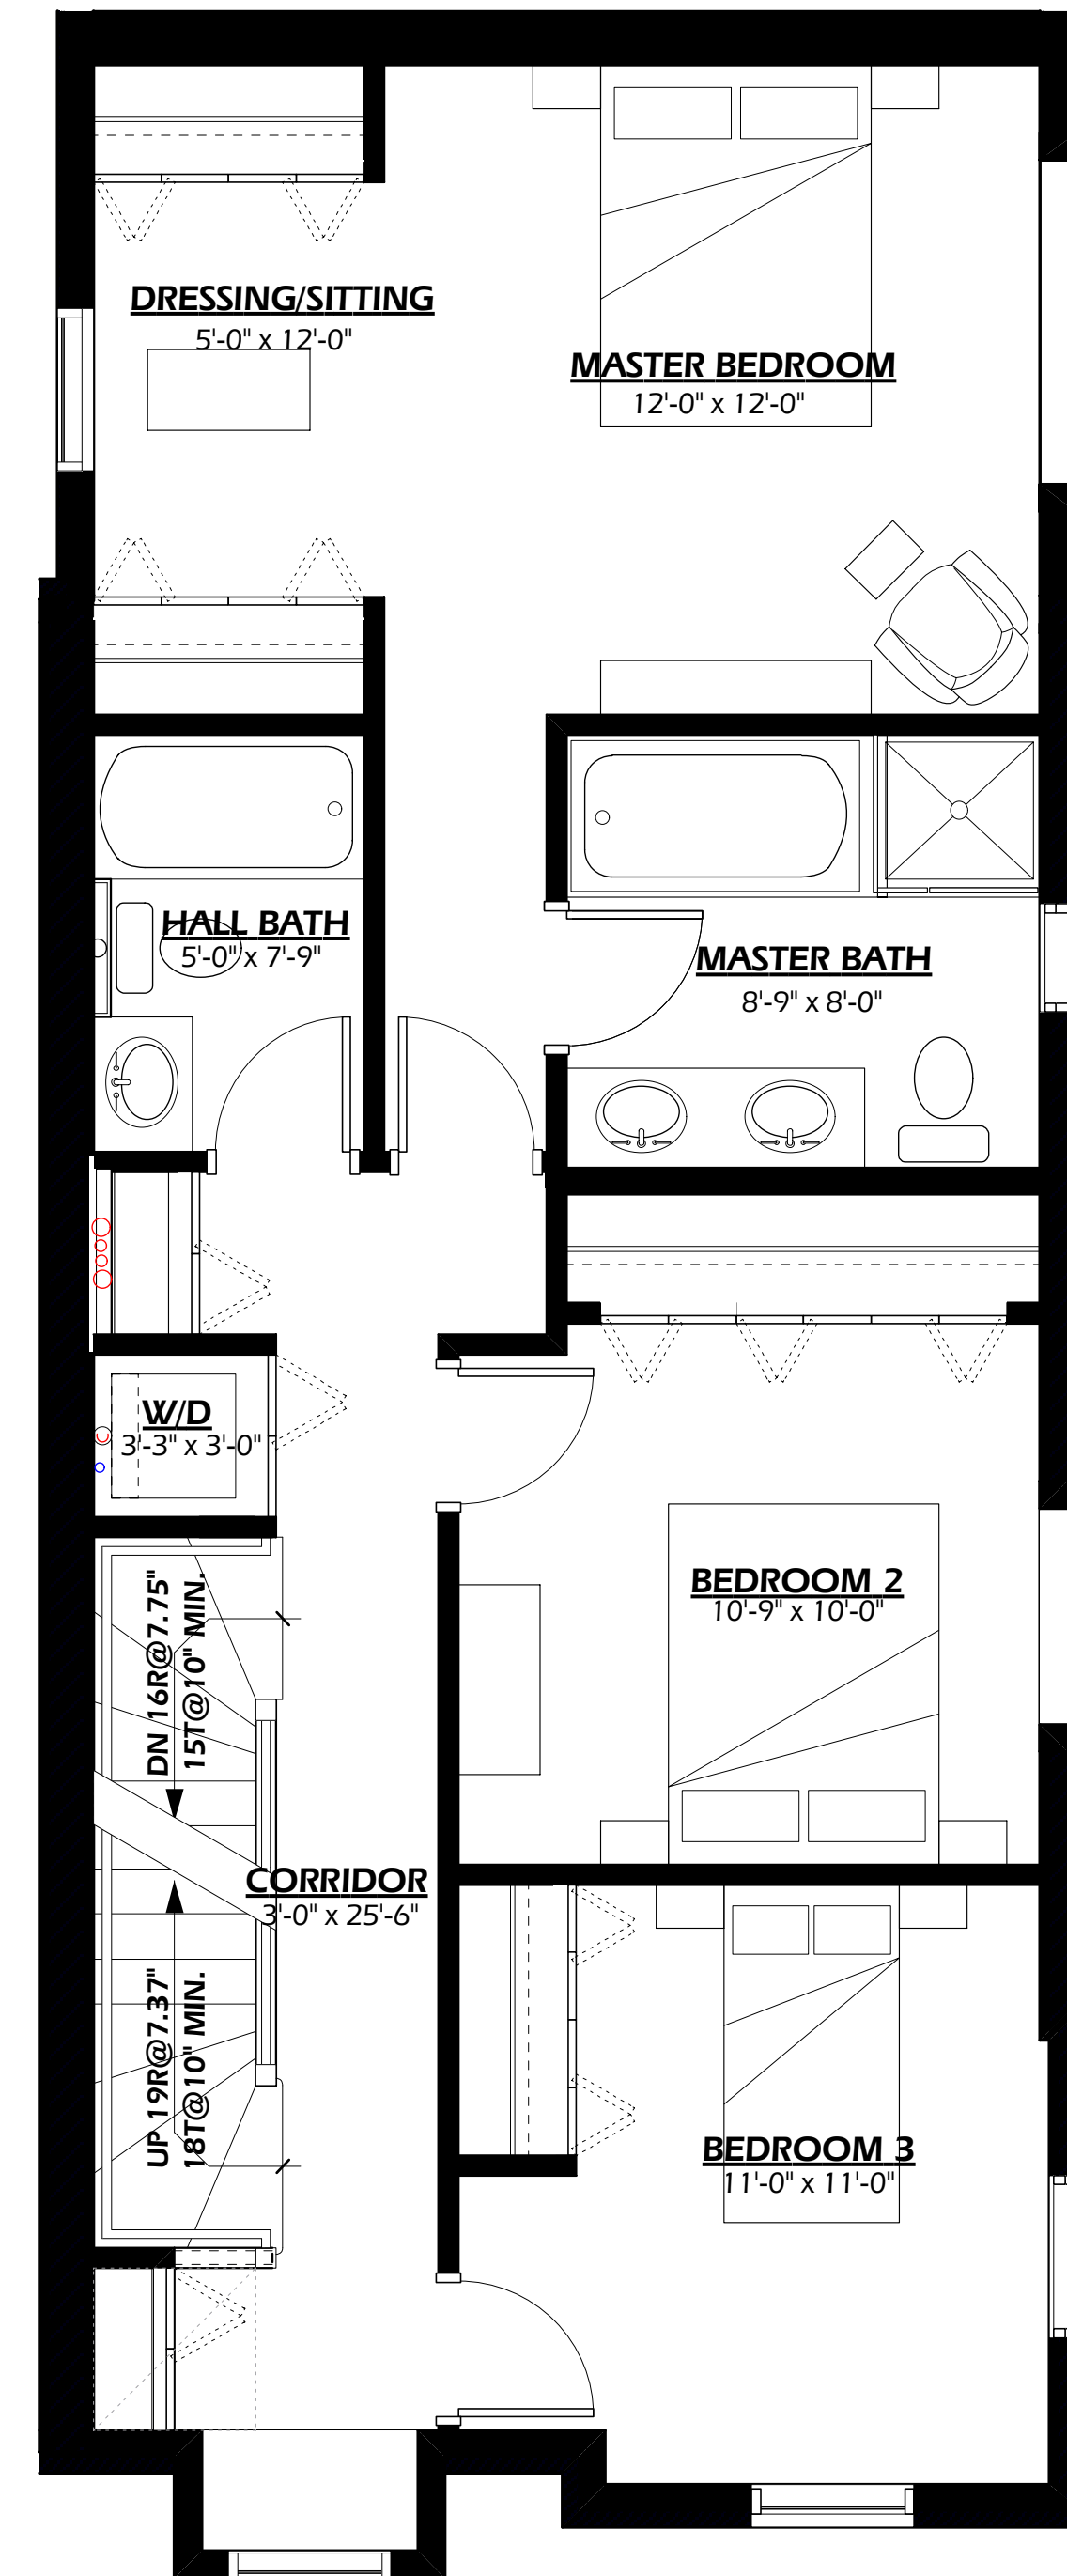 DRESSING/SITTING
5'-0" x 12'-0"
MASTER BEDROOM
12'-0" x 12'-0"
HALL BATH
5'-0" x 7'-9"
MASTER BATH
8'-9" x 8'-0"
W/D
3'-3" x 3'-0"
BEDROOM 2
10'-9" x 10'-0"
DN 16R@7.75"
15T@10" MIN.
CORRIDOR
3'-0" x 25'-6"
UP 19R@7.37"
18T@10" MIN.
BEDROOM 3
11'-0" x 11'-0"